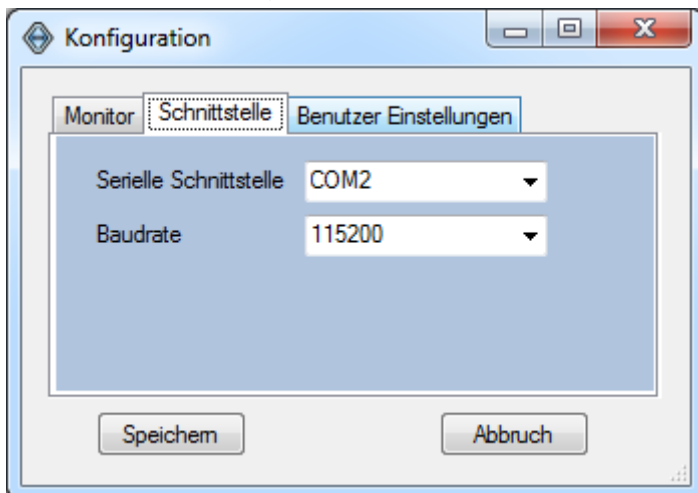 Konfiguration
Monitor Schnittstelle Benutzer Einstellungen
Serielle Schnittstelle COM2
Baudrate 115200
Speichern Abbruch